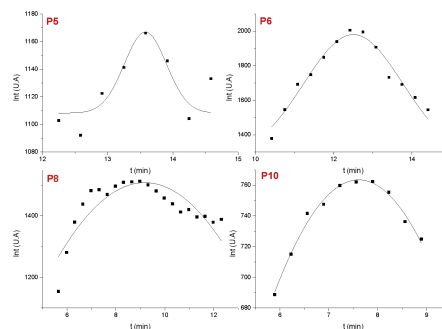 P5
Int (U.A)
1180
1160
1140
1120
1100
1080
12
13
14
15
t (min)
P6
Int (U.A)
2000
1800
1600
1400
10
12
14
t (min)
P8
Int (U.A)
1400
1200
6
8
10
12
t (min)
P10
Int (U.A)
760
740
720
700
680
6
7
8
9
t (min)